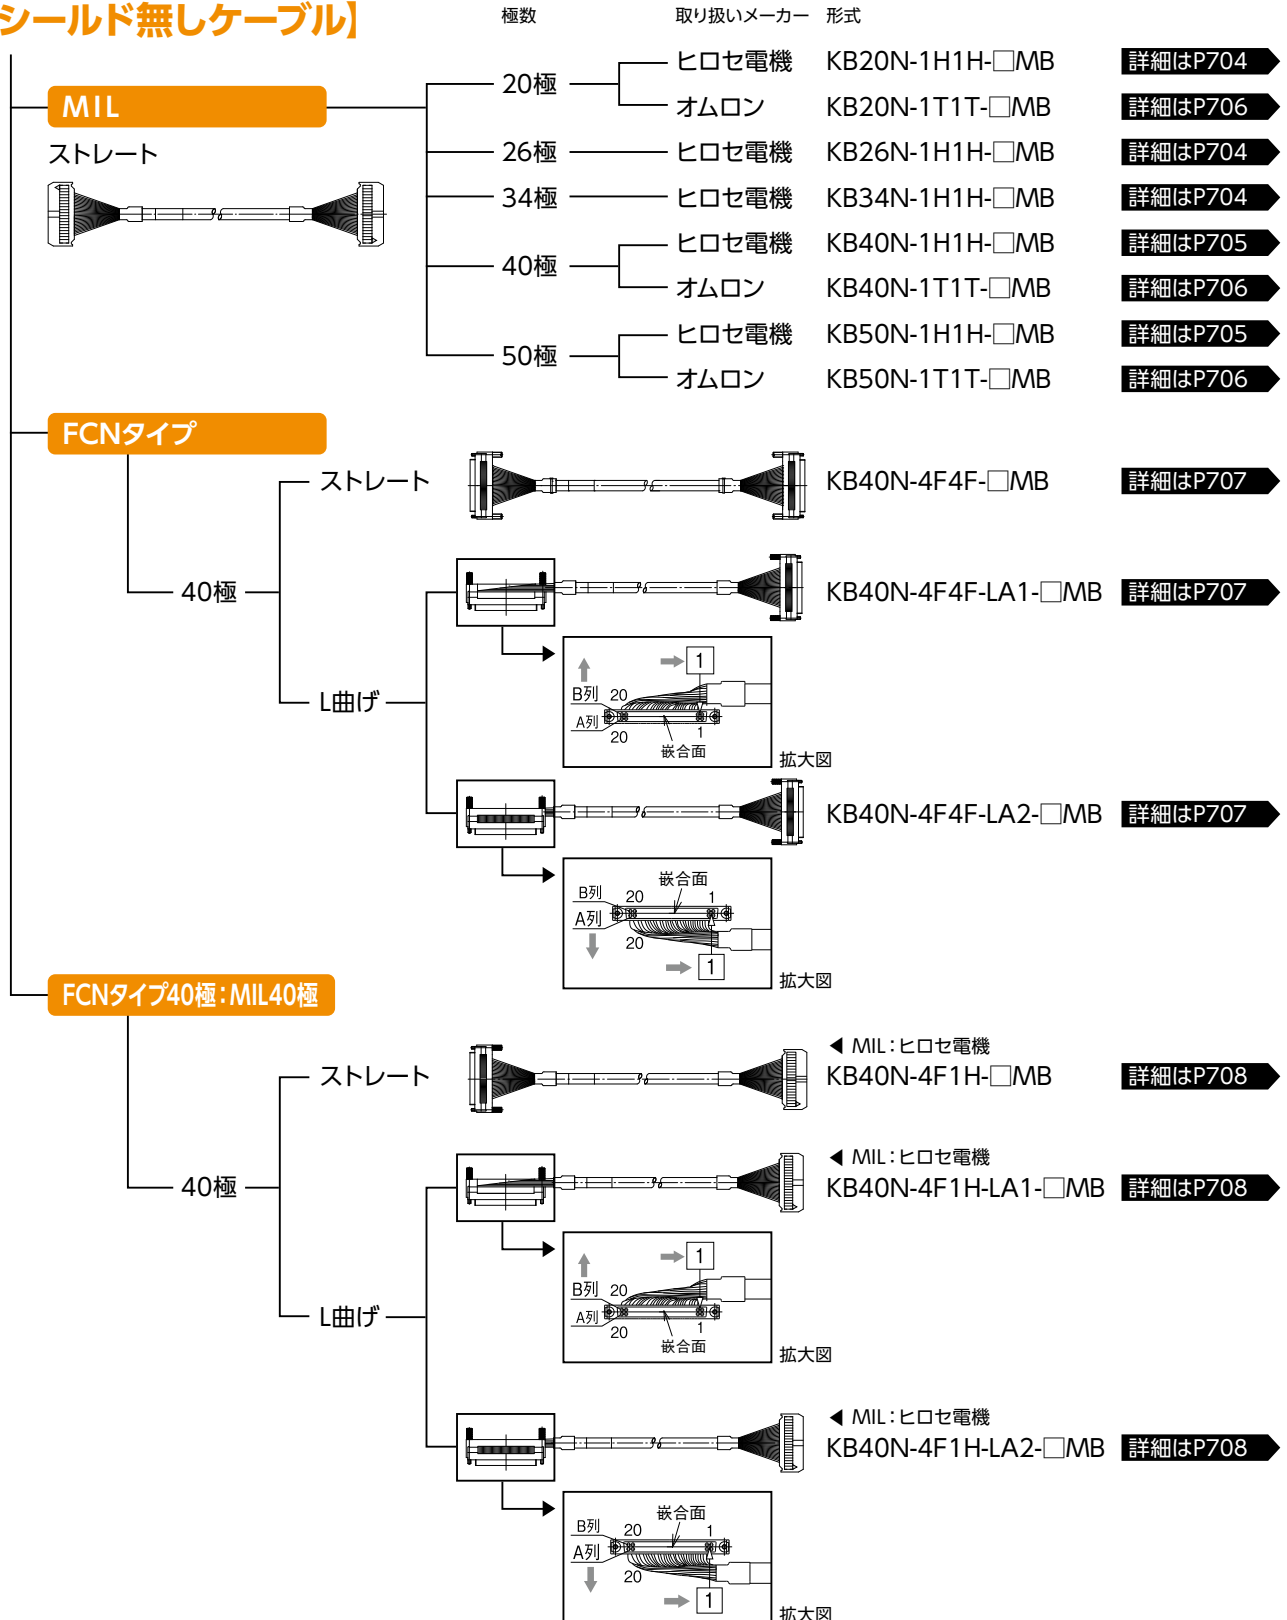 シールド無しケーブル】
極数 取り扱いメーカー 形式
MIL
ストレート
20極 ヒロセ電機 KB20N-1H1H-□MB 詳細はP704
オムロン KB20N-1T1T-□MB 詳細はP706
26極 ヒロセ電機 KB26N-1H1H-□MB 詳細はP704
34極 ヒロセ電機 KB34N-1H1H-□MB 詳細はP704
40極 ヒロセ電機 KB40N-1H1H-□MB 詳細はP705
オムロン KB40N-1T1T-□MB 詳細はP706
50極 ヒロセ電機 KB50N-1H1H-□MB 詳細はP705
オムロン KB50N-1T1T-□MB 詳細はP706
FCNタイプ
40極
ストレート KB40N-4F4F-□MB 詳細はP707
L曲げ
KB40N-4F4F-LA1-□MB 詳細はP707
1
B列 20
A列
20 1
嵌合面
拡大図
KB40N-4F4F-LA2-□MB 詳細はP707
嵌合面
B列 20 1
A列
20
1
拡大図
FCNタイプ40極：MIL40極
40極
ストレート
◀ MIL：ヒロセ電機
KB40N-4F1H-□MB 詳細はP708
L曲げ
◀ MIL：ヒロセ電機
KB40N-4F1H-LA1-□MB 詳細はP708
1
B列 20
A列
20 1
嵌合面
拡大図
◀ MIL：ヒロセ電機
KB40N-4F1H-LA2-□MB 詳細はP708
嵌合面
B列 20 1
A列
20
1
拡大図